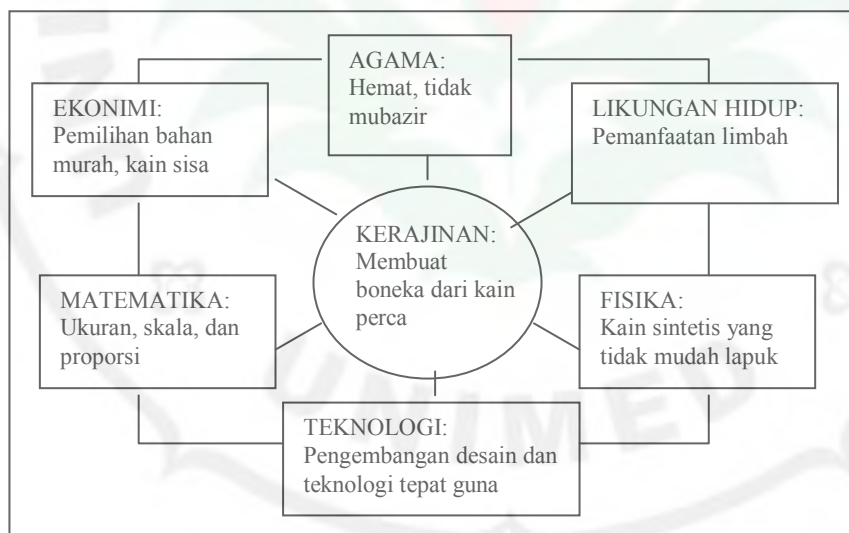 AGAMA:
Hemat, tidak
mubazir
EKONIMI:
Pemilihan bahan
murah, kain sisa
LIKUNGAN HIDUP:
Pemanfaatan limbah
KERAJINAN:
Membuat
boneka dari kain
perca
MATEMATIKA:
Ukuran, skala, dan
proporsi
FISIKA:
Kain sintetis yang
tidak mudah lapuk
TEKNOLOGI:
Pengembangan desain dan
teknologi tepat guna
UNIMED